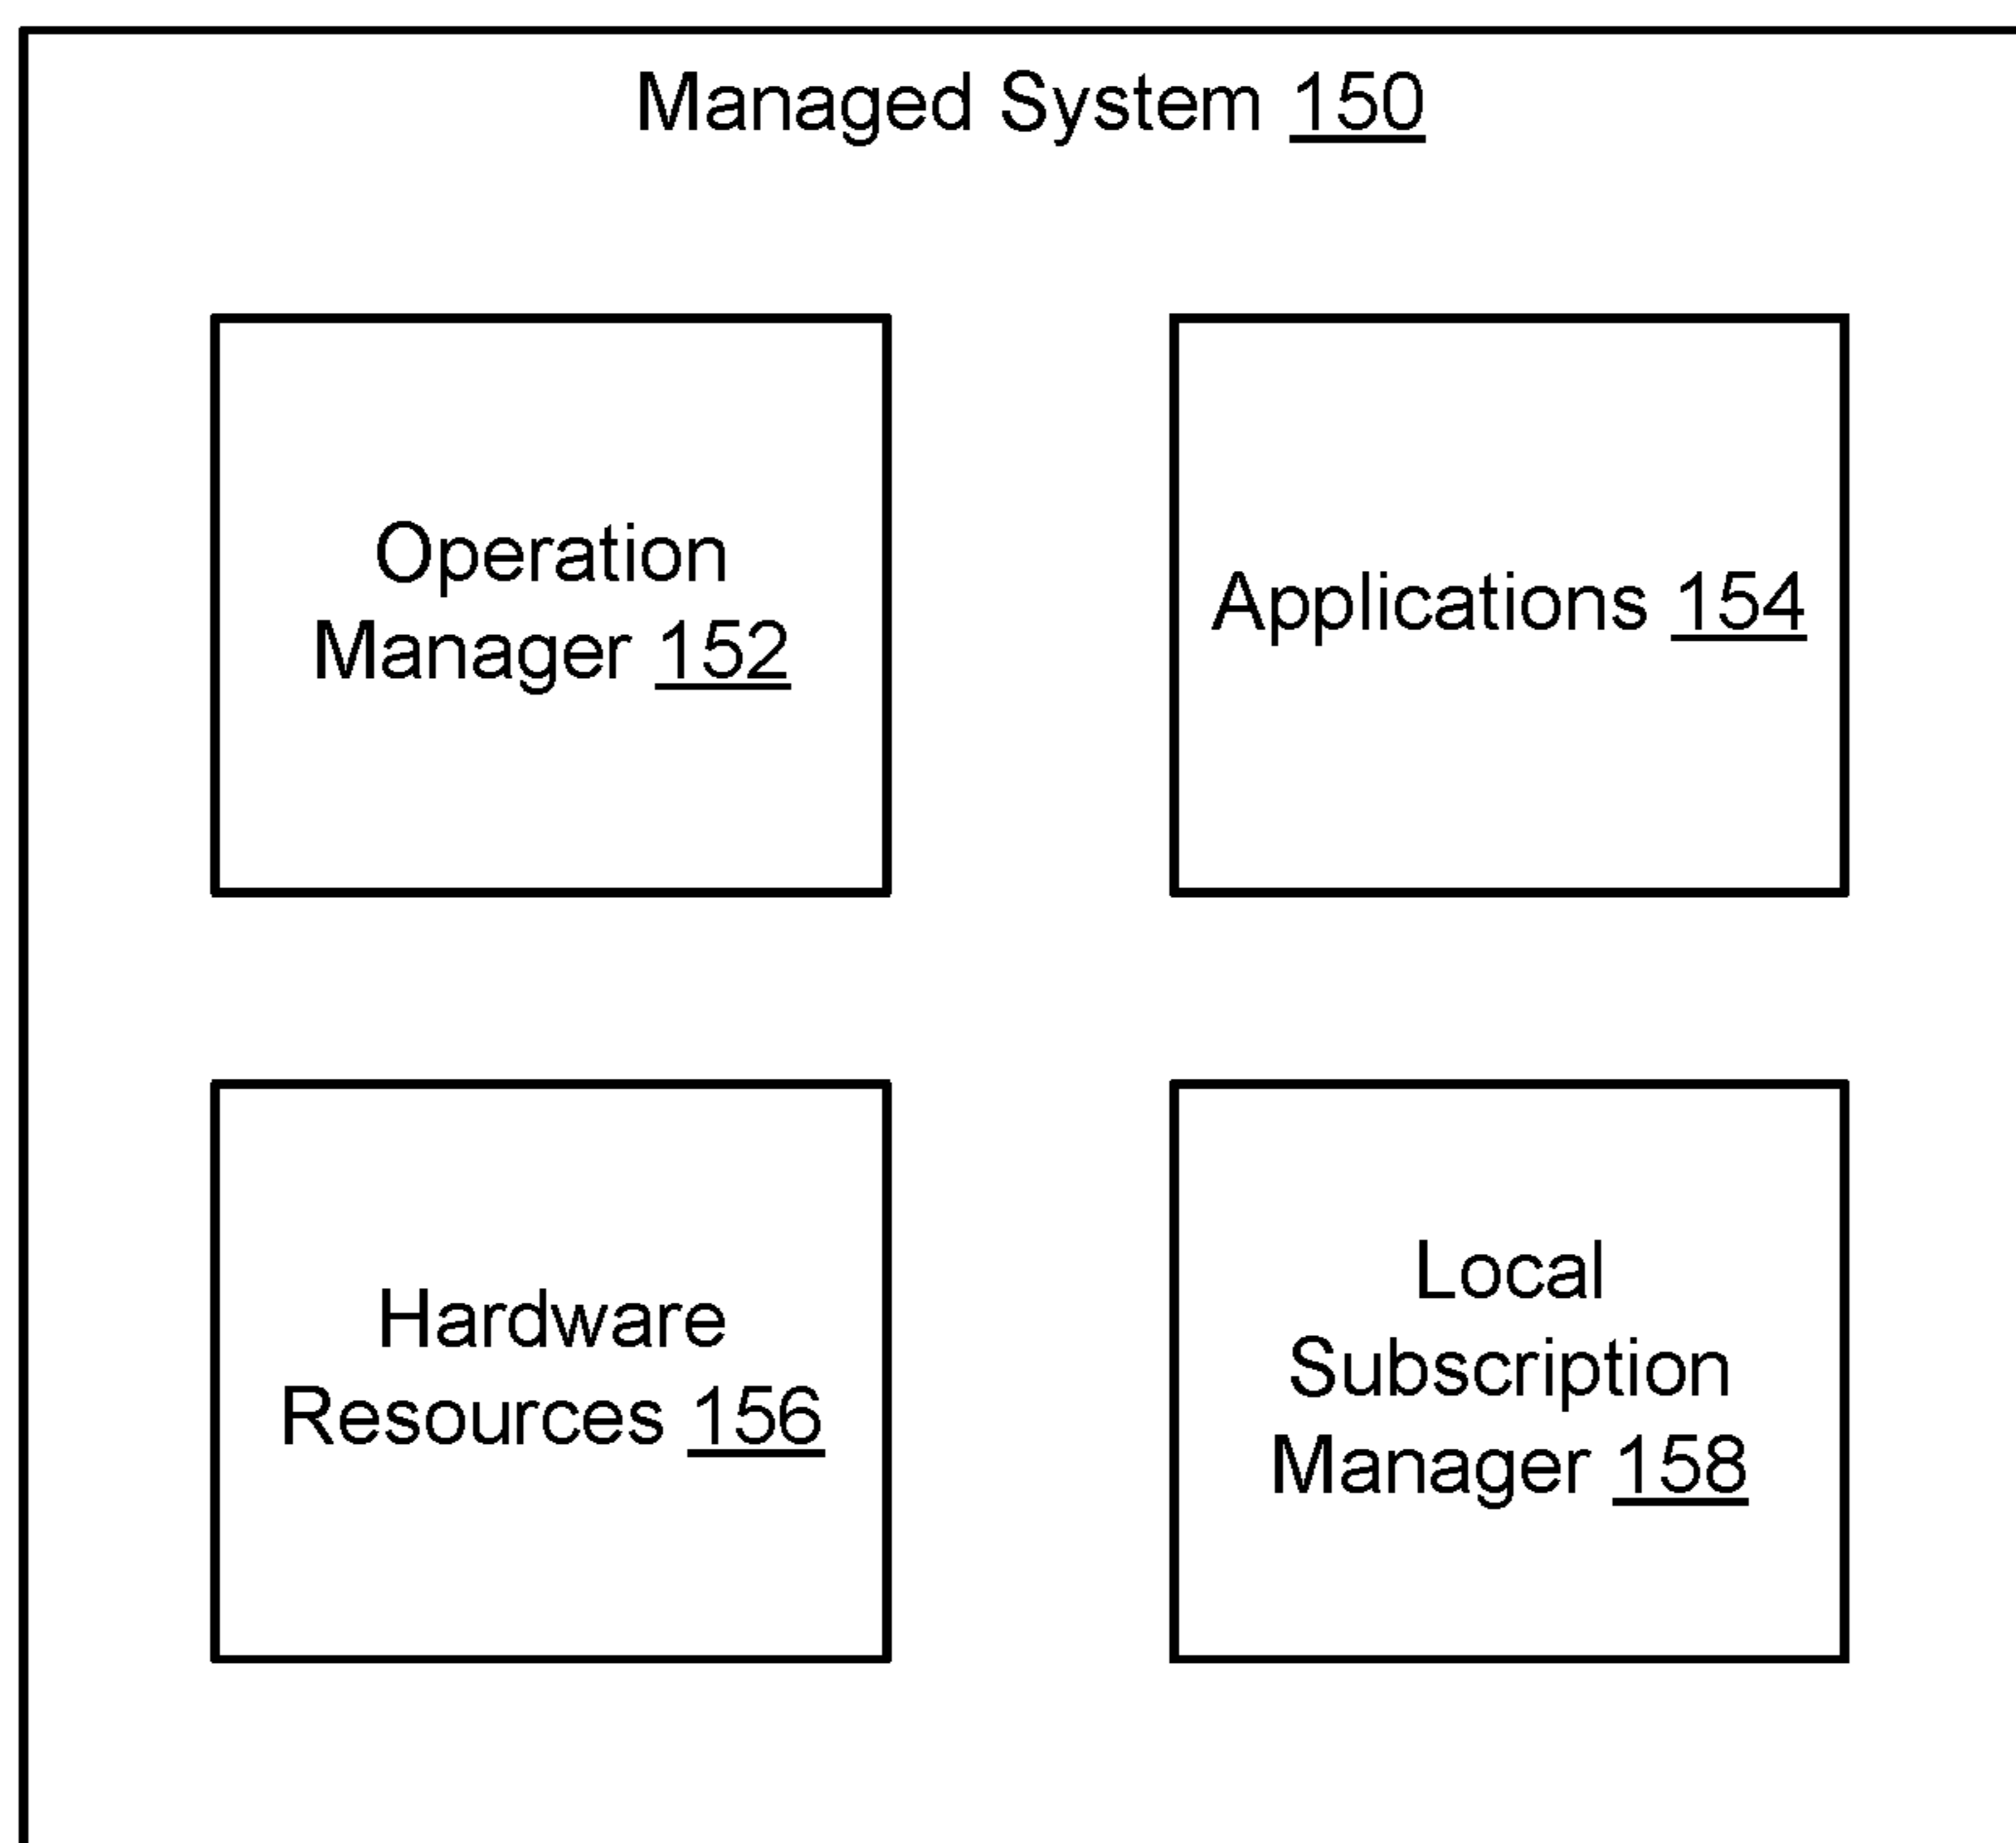 Managed System 150
Operation
Manager 152
Applications 154
Hardware
Resources 156
Local
Subscription
Manager 158